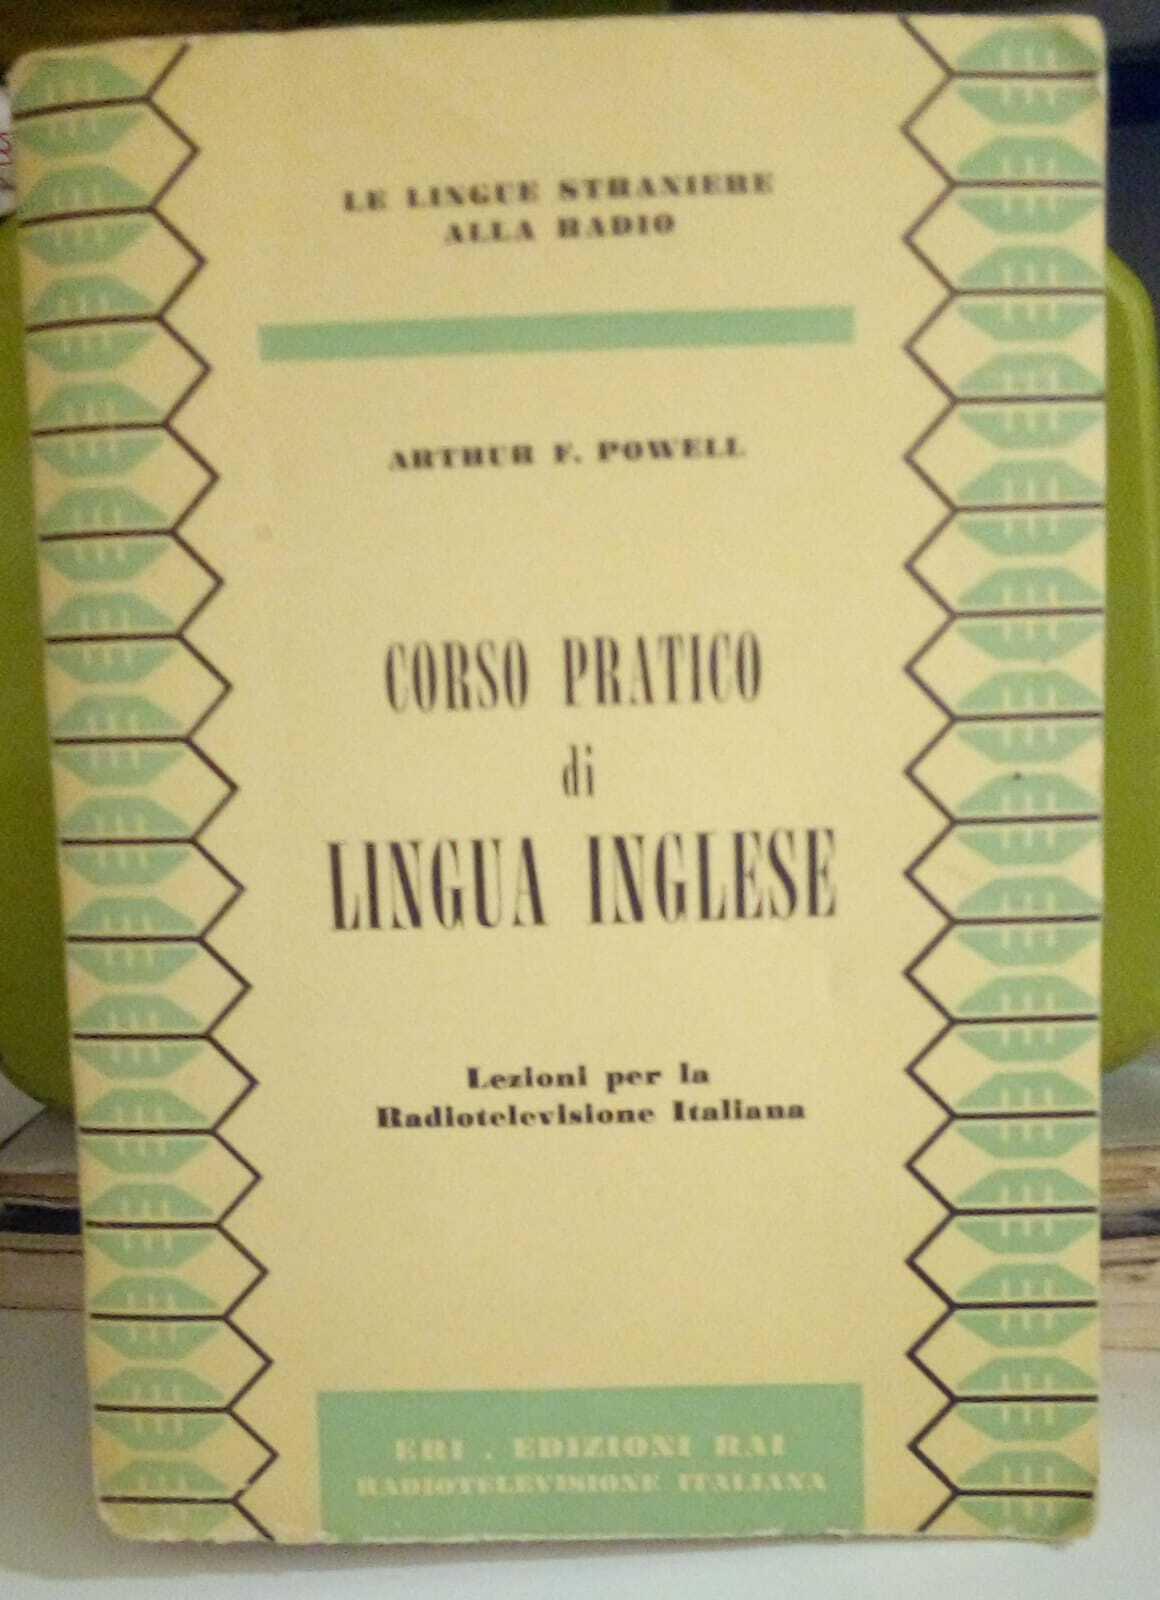 LE LINGUE STRANIERE
ALLA RADIO
ARTHUR F. POWELL
CORSO PRATICO
di
LINGUA INGLESE
Lezioni per la
Radiotelevisione Italiana
ERI . EDIZIONI RAI
RADIOTELEVISIONE ITALIANA